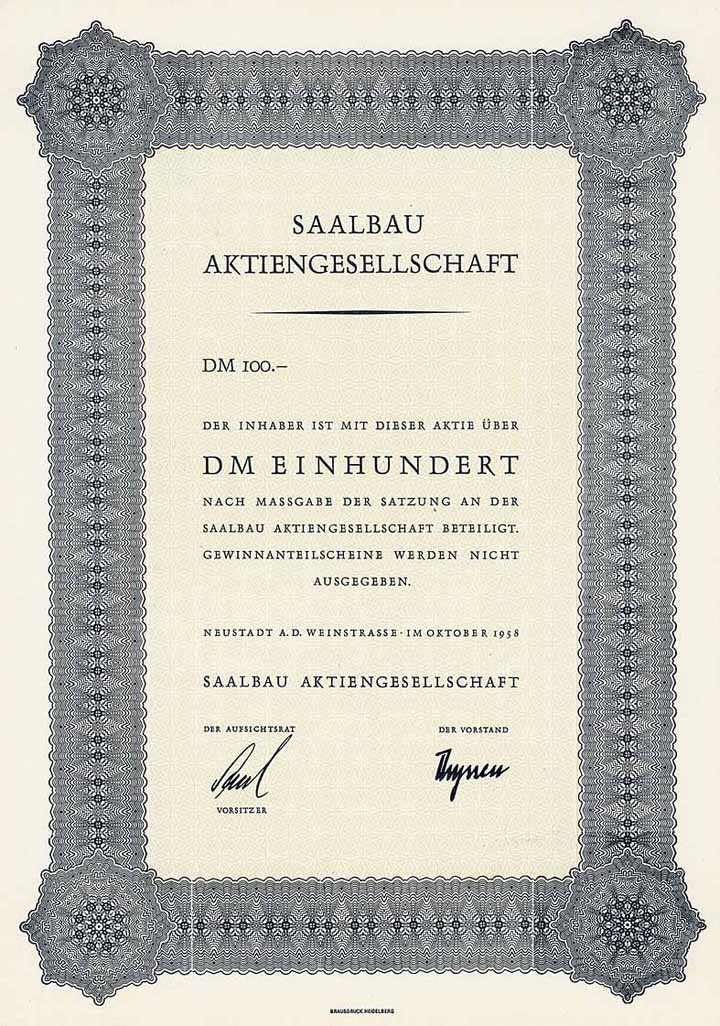 SAALBAU
AKTIENGESELLSCHAFT
DM 100.–
DER INHABER IST MIT DIESER AKTIE ÜBER
DM EINHUNDERT
NACH MASSGABE DER SATZUNG AN DER
SAALBAU AKTIENGESELLSCHAFT BETEILIGT.
GEWINNANTEILSCHEINE WERDEN NICHT
AUSGEGEBEN.
NEUSTADT A.D. WEINSTRASSE · IM OKTOBER 1958
SAALBAU AKTIENGESELLSCHAFT
DER AUFSICHTSRAT DER VORSTAND
VORSITZER
BRAUSDRUCK HEIDELBERG